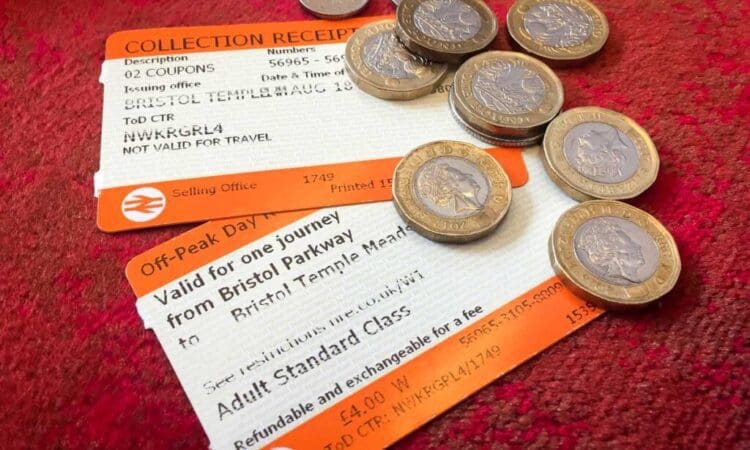 COLLECTION RECEIPT
Description Numbers
02 COUPONS 56965 - 56
Issuing office Date & Time of
BRISTOL TEMPLE AUG 18
ToD CTR
NWKRGRL4
NOT VALID FOR TRAVEL
Selling Office 1749 Printed 15
Off-Peak Day
Valid for one journey
from Bristol Parkway
to Bristol Temple Meads
See restrictions nre.co.uk/W1
Adult Standard Class
Refundable and exchangeable for a fee
56965-3105-8809 1535
£4.00 W
ToD CTR: NWKRGRL4/1749